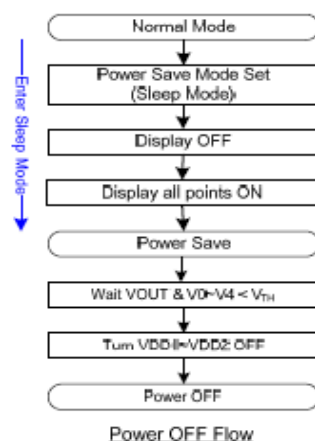 Normal Mode
Power Save Mode Set
(Sleep Mode)
Display OFF
Display all points ON
Power Save
Wait VOUT & V0~V4 < VTH
Turn VDD1~VDD2 OFF
Power OFF
Power OFF Flow
Enter Sleep Mode